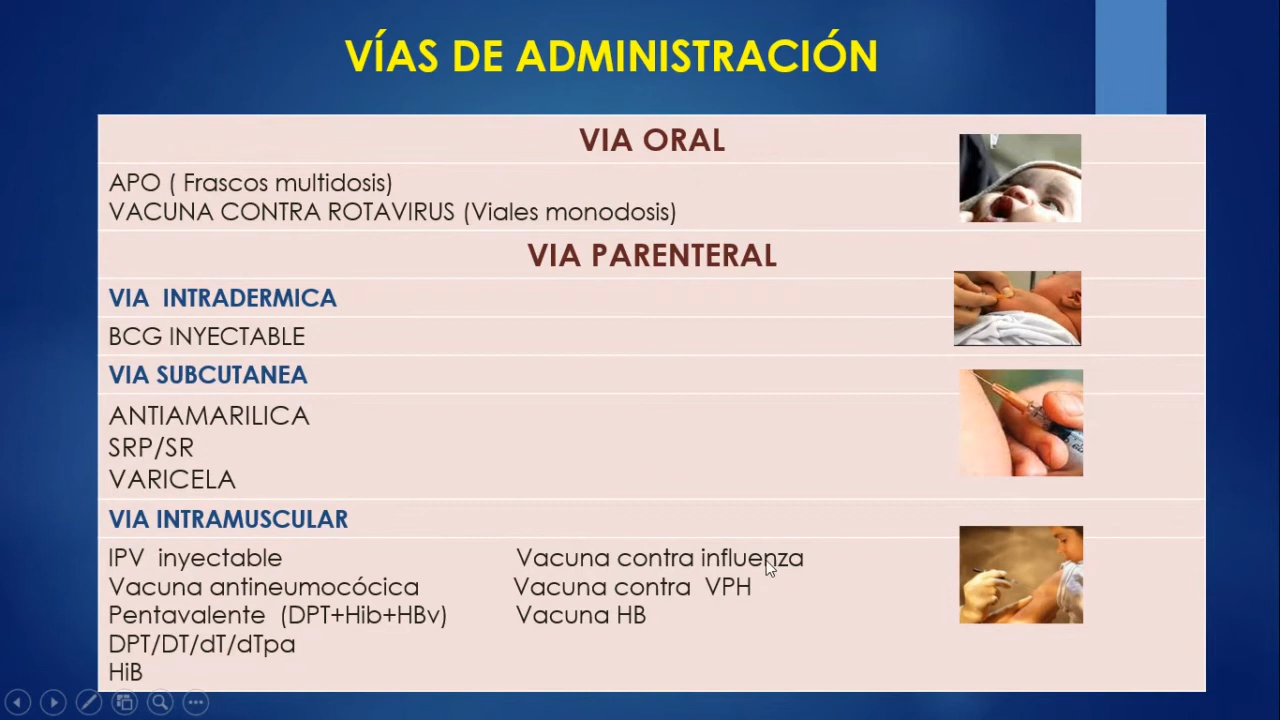 VÍAS DE ADMINISTRACIÓN
VIA ORAL
APO ( Frascos multidosis)
VACUNA CONTRA ROTAVIRUS (Viales monodosis)
VIA PARENTERAL
VIA INTRADERMICA
BCG INYECTABLE
VIA SUBCUTANEA
ANTIAMARILICA
SRP/SR
VARICELA
VIA INTRAMUSCULAR
IPV inyectable
Vacuna antineumocócica
Pentavalente (DPT+Hib+HBv)
DPT/DT/dT/dTpa
HiB
Vacuna contra influenza
Vacuna contra VPH
Vacuna HB